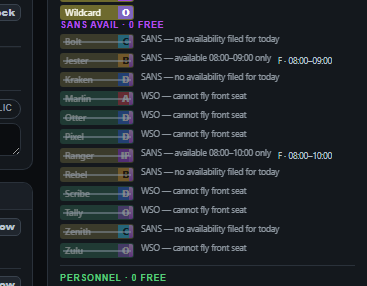 ock
Wildcard
SANS AVAIL · 0 FREE
Bolt SANS — no availability filed for today
Jester SANS — available 08:00–09:00 only F · 08:00–09:00
Kraken D SANS — no availability filed for today
Marlin A WSO — cannot fly front seat
Otter D WSO — cannot fly front seat
LIC
Pixel D WSO — cannot fly front seat
Ranger IP SANS — available 08:00–10:00 only F · 08:00–10:00
Rebel SANS — no availability filed for today
Scribe D WSO — cannot fly front seat
Tally WSO — cannot fly front seat
ow
Zenith SANS — no availability filed for today
Zulu WSO — cannot fly front seat
PERSONNEL · 0 FREE
ow